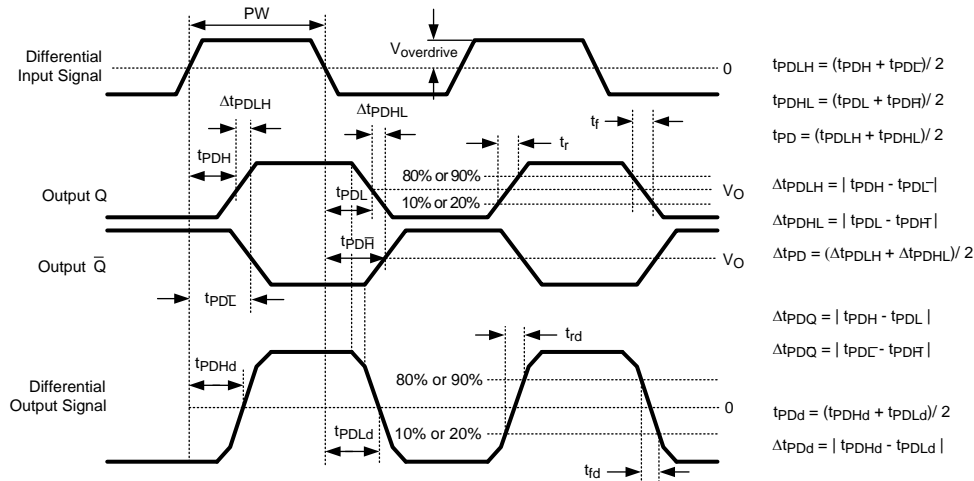 PW
Differential
Input Signal
Voverdrive
0
ΔtPDLH
ΔtPDHL
tf
tr
tPDH
80% or 90%
Output Q
tPDL
VO
10% or 20%
tPDH̅
Output Q̅
VO
tPDL̅
trd
tPDHd
80% or 90%
Differential
Output Signal
0
10% or 20%
tPDLd
tfd
tPDLH = (tPDH + tPDL̅)/ 2
tPDHL = (tPDL + tPDH̅)/ 2
tPD = (tPDLH + tPDHL)/ 2
ΔtPDLH = | tPDH - tPDL̅ |
ΔtPDHL = | tPDL - tPDH̅ |
ΔtPD = (ΔtPDLH + ΔtPDHL)/ 2
ΔtPDQ = | tPDH - tPDL |
ΔtPDQ̅ = | tPDL̅ - tPDH̅ |
tPDd = (tPDHd + tPDLd)/ 2
ΔtPDd = | tPDHd - tPDLd |